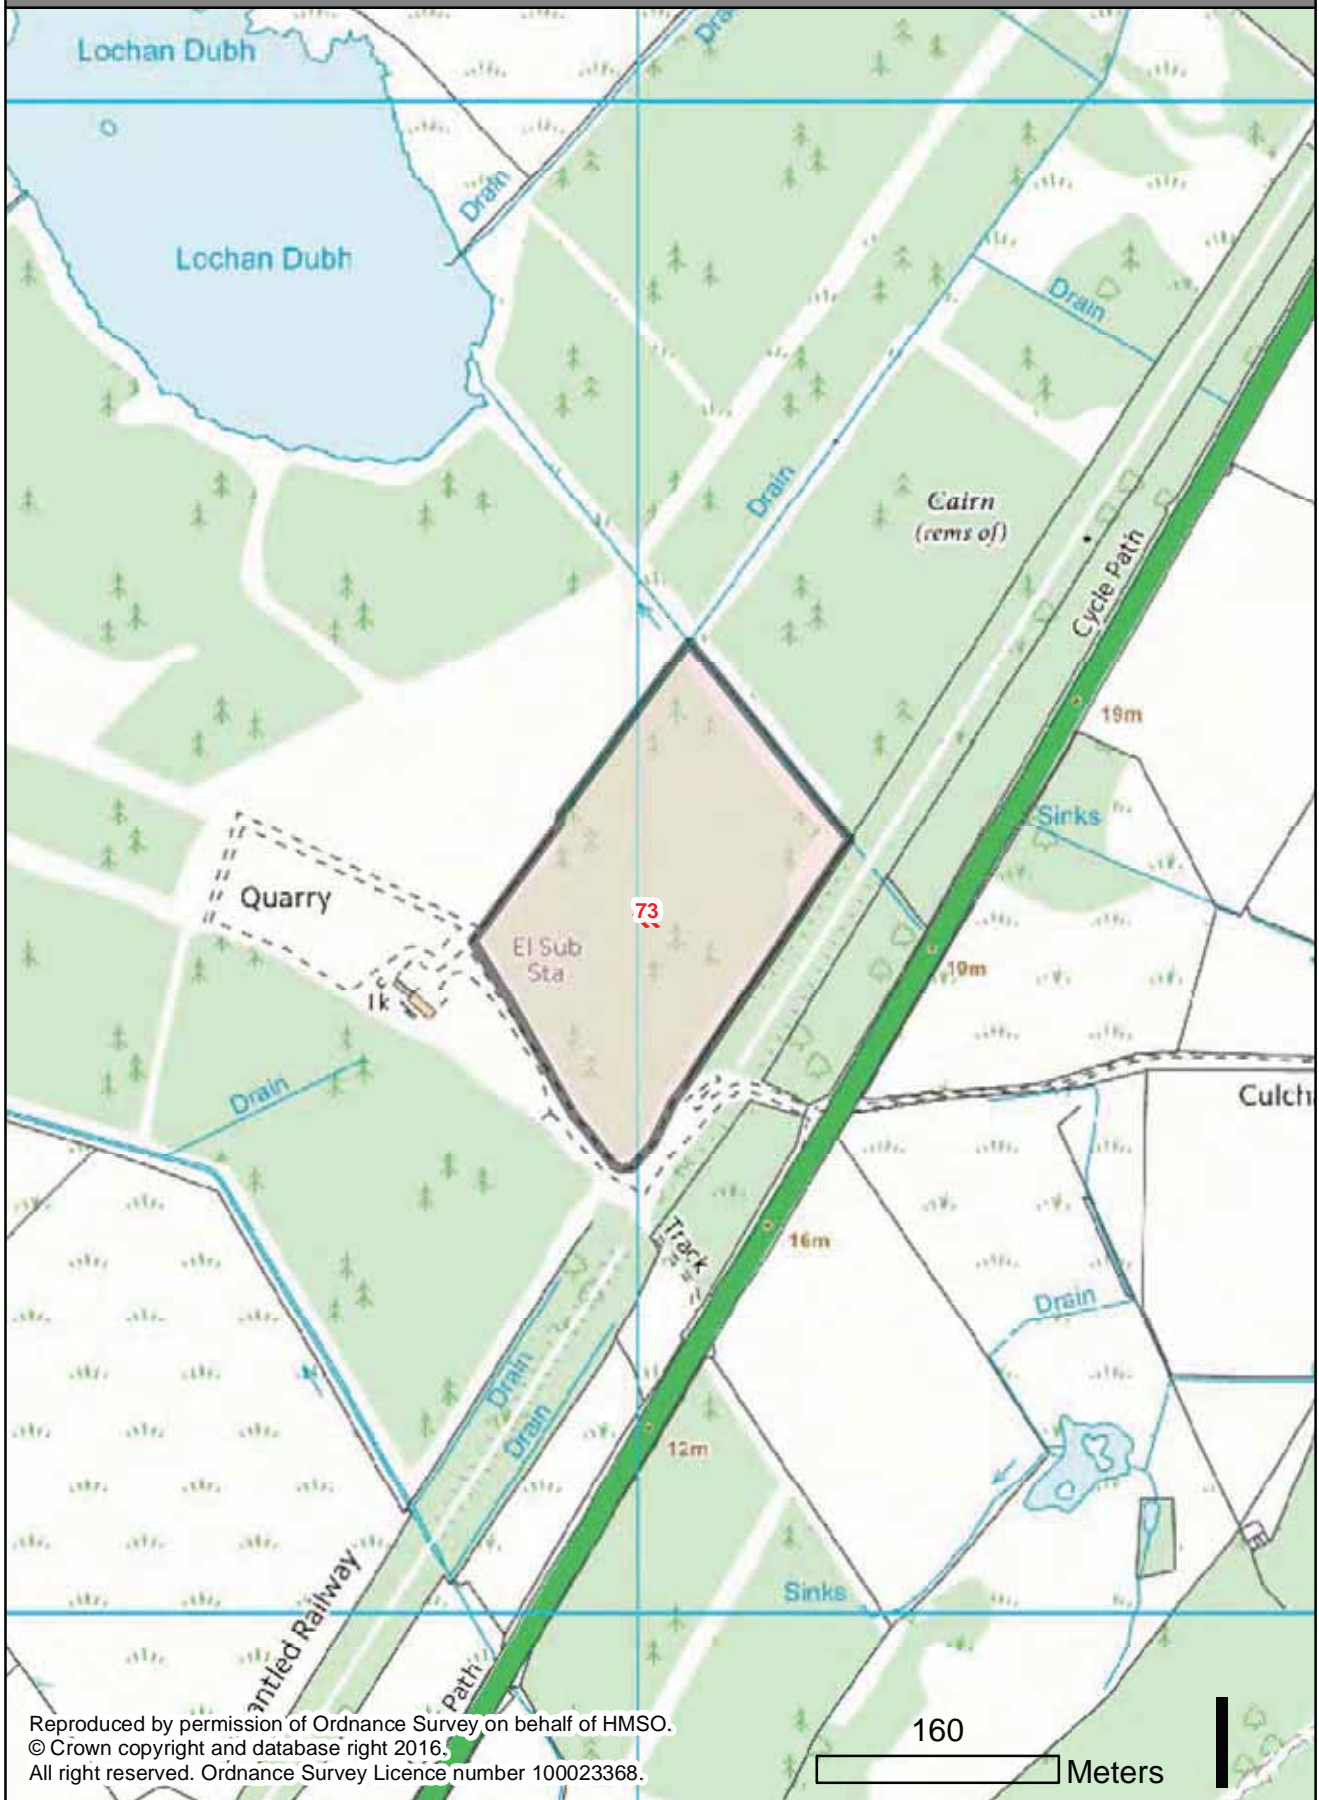 Dra
Lochan Dubh
Drain
Lochan Dubh
Drain
Drain
Cairn
(rems of)
Cycle Path
19m
Sinks
Quarry
73
El Sub
Sta
19m
Tk
Drain
Culch
Track
16m
Drain
Drain
Drain
12m
Sinks
antled Railway
Path
Reproduced by permission of Ordnance Survey on behalf of HMSO.
© Crown copyright and database right 2016.
All right reserved. Ordnance Survey Licence number 100023368.
160
Meters